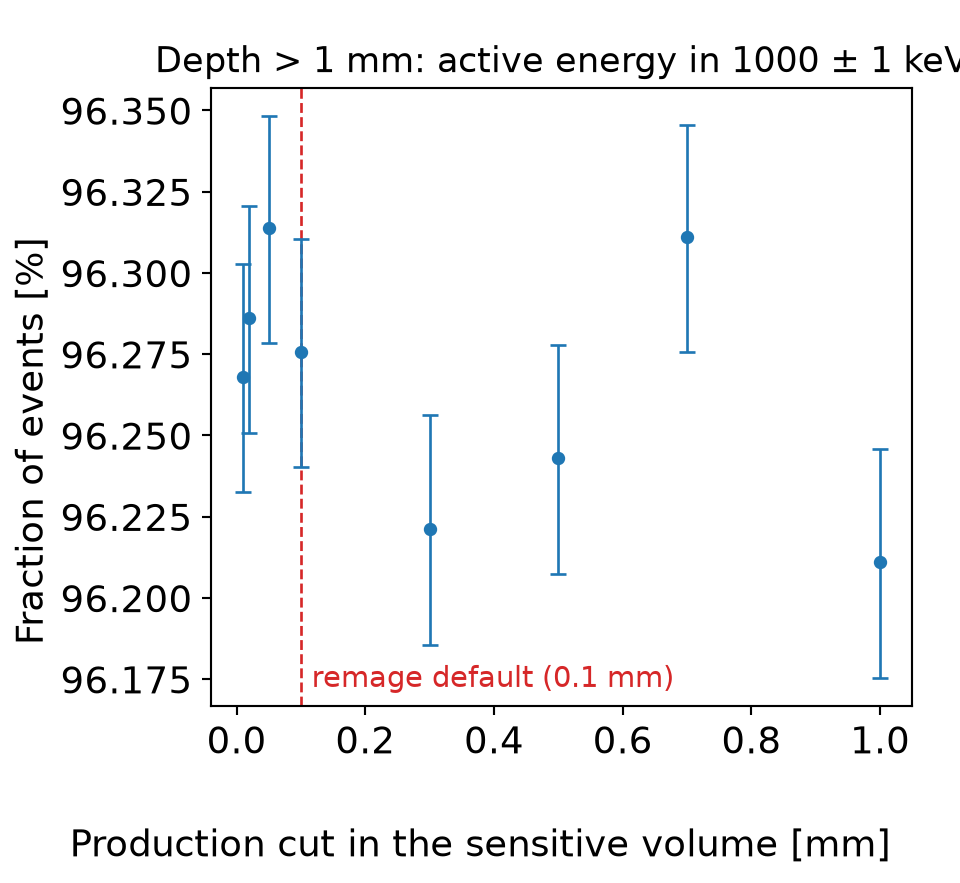 Depth > 1 mm: active energy in 1000 ± 1 keV
Fraction of events [%]
96.350
96.325
96.300
96.275
96.250
96.225
96.200
96.175
remage default (0.1 mm)
0.0 0.2 0.4 0.6 0.8 1.0
Production cut in the sensitive volume [mm]